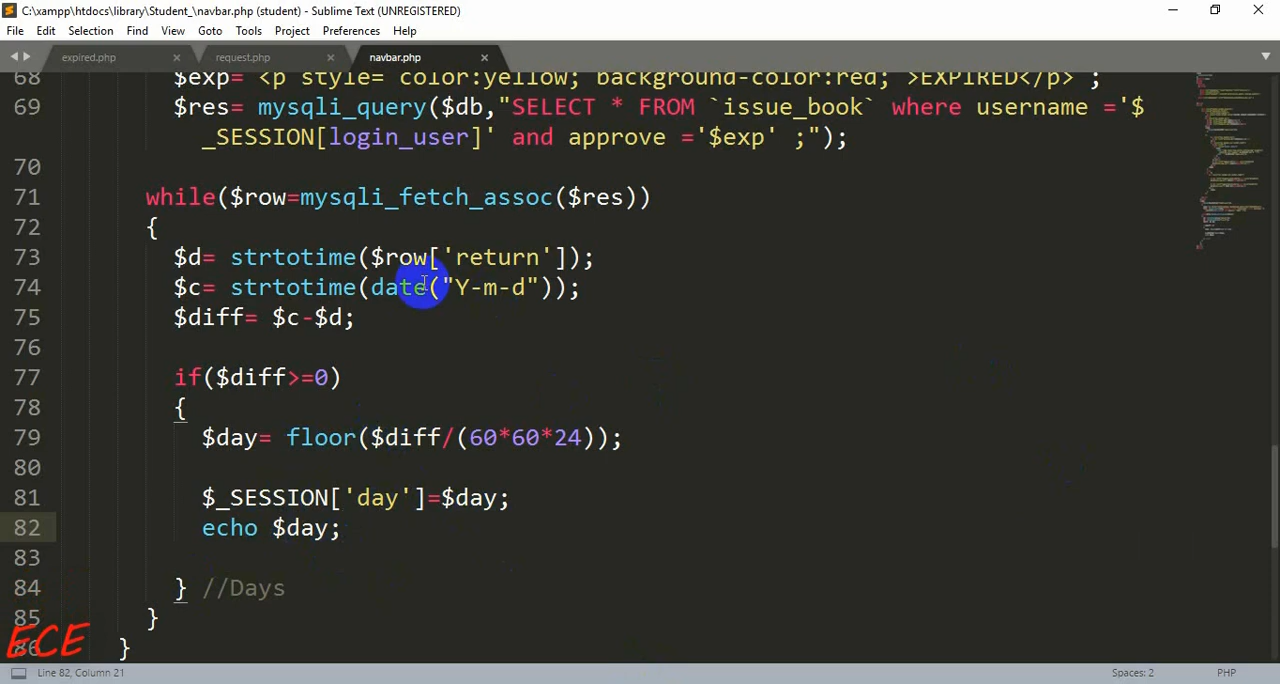 C:\xampp\htdocs\library\Student_\navbar.php (student) - Sublime Text (UNREGISTERED)
File Edit Selection Find View Goto Tools Project Preferences Help
expired.php request.php navbar.php
68 $exp= <p style= color:yellow; background-color:red; >EXPIRED</p> ;
69 $res= mysqli_query($db,"SELECT * FROM `issue_book` where username ='$
_SESSION[login_user]' and approve ='$exp' ;");
70
71 while($row=mysqli_fetch_assoc($res))
72 {
73 $d= strtotime($row['return']);
74 $c= strtotime(date("Y-m-d"));
75 $diff= $c-$d;
76
77 if($diff>=0)
78 {
79 $day= floor($diff/(60*60*24));
80
81 $_SESSION['day']=$day;
82 echo $day;
83
84 } //Days
85 }
86 }
ECE
Line 82, Column 21 Spaces: 2 PHP